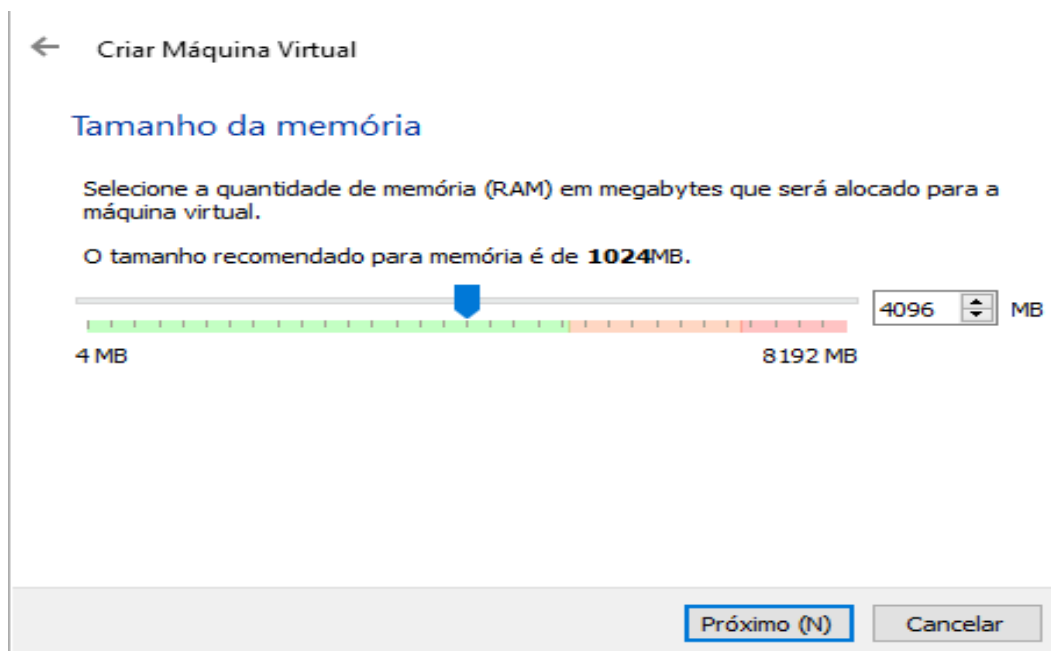 Criar Máquina Virtual
Tamanho da memória
Selecione a quantidade de memória (RAM) em megabytes que será alocado para a
máquina virtual.
O tamanho recomendado para memória é de 1024MB.
4096 MB
4 MB 8192 MB
Próximo (N) Cancelar